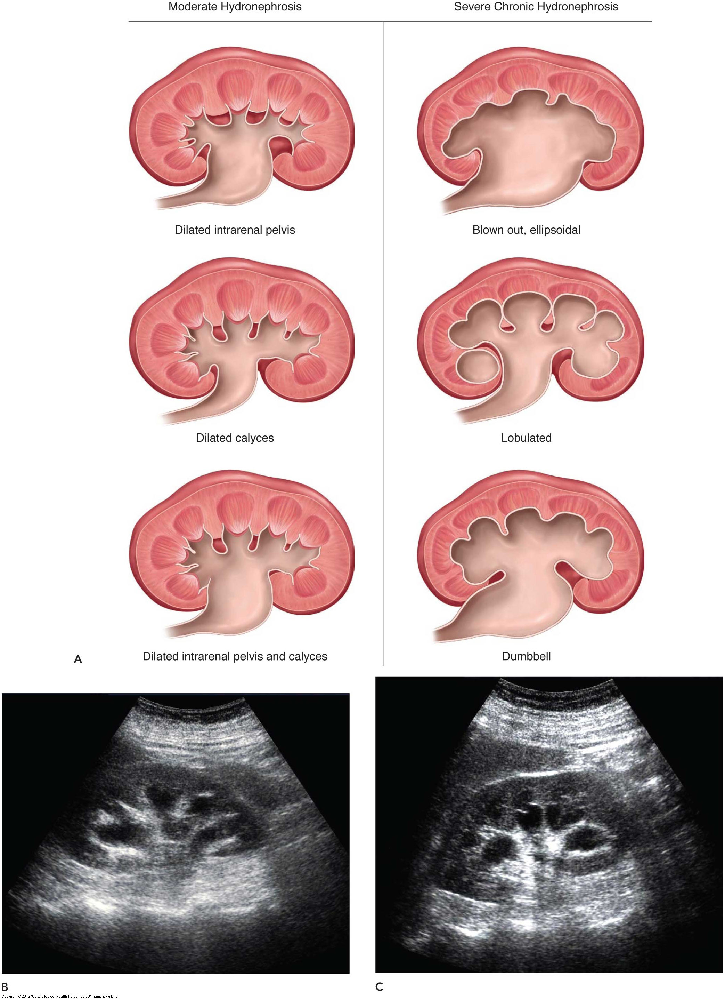 Moderate Hydronephrosis
Severe Chronic Hydronephrosis
Dilated intrarenal pelvis
Blown out, ellipsoidal
Dilated calyces
Lobulated
A
Dilated intrarenal pelvis and calyces
Dumbbell
B
C
Copyright © 2013 Wolters Kluwer Health | Lippincott Williams & Wilkins